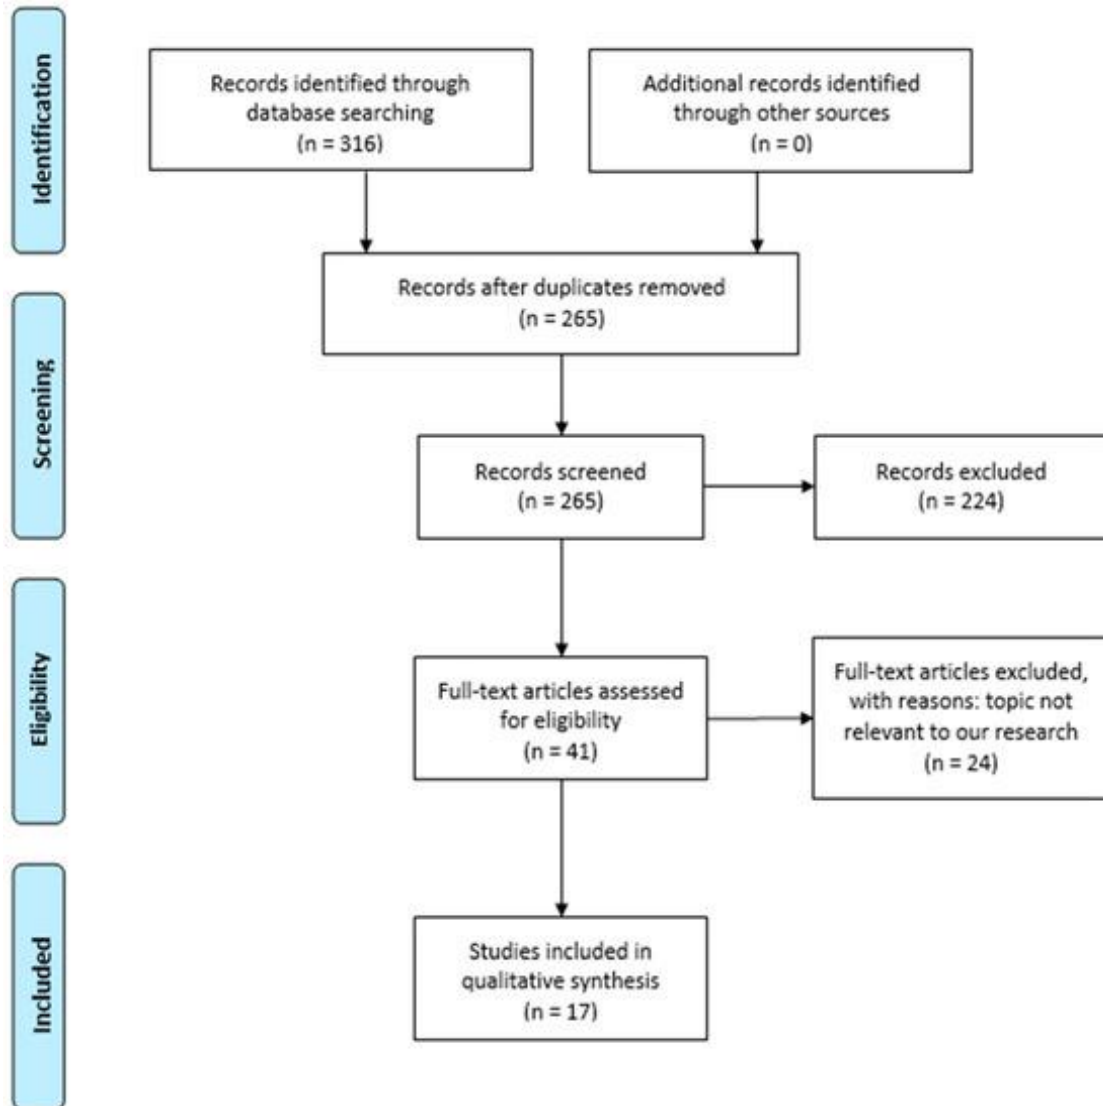 Identification
Records identified through
database searching
(n = 316)
Additional records identified
through other sources
(n = 0)
Records after duplicates removed
(n = 265)
Screening
Records screened
(n = 265)
Records excluded
(n = 224)
Eligibility
Full-text articles assessed
for eligibility
(n = 41)
Full-text articles excluded,
with reasons: topic not
relevant to our research
(n = 24)
Included
Studies included in
qualitative synthesis
(n = 17)